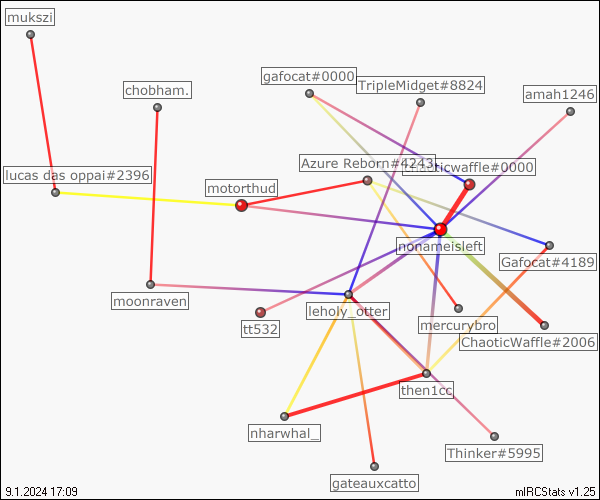 mukszi
gafocat#0000
TripleMidget#8824
chobham.
amah1246
Azure Reborn#4243
haoticwaffle#0000
lucas das oppai#2396
motorthud
nonameisleft
Gafocat#4189
moonraven
leholy_otter
mercurybro
tt532
ChaoticWaffle#2006
then1cc
nharwhal_
Thinker#5995
gateauxcatto
9.1.2024 17:09
mIRCStats v1.25